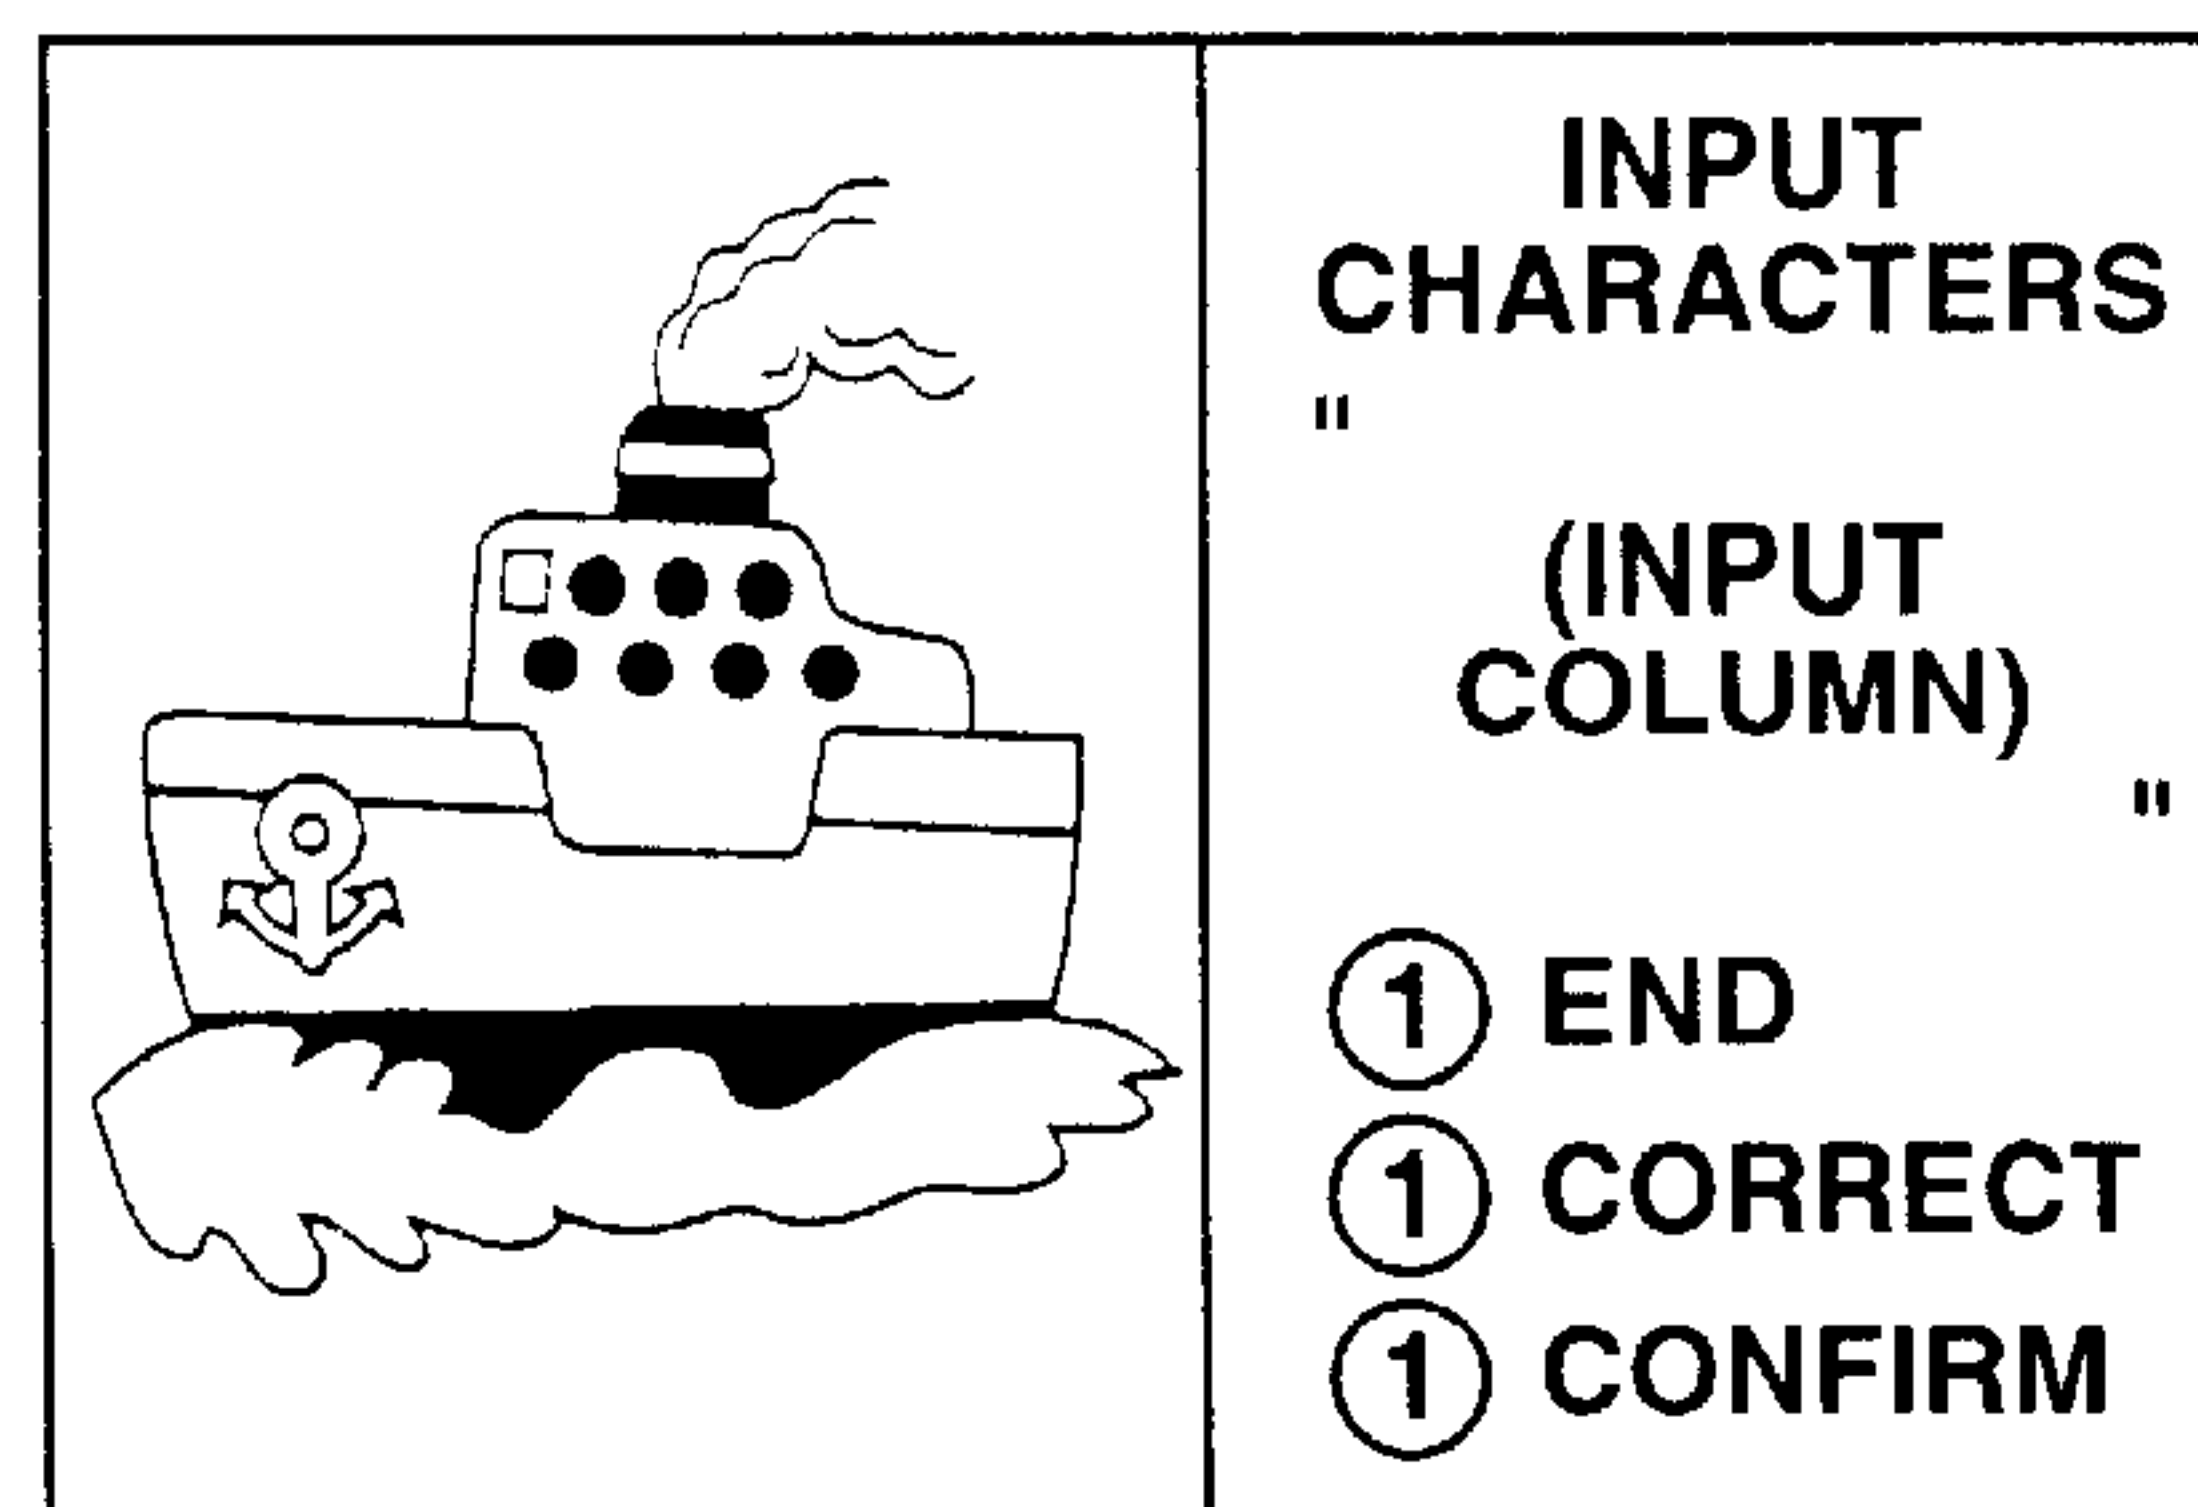 INPUT
CHARACTERS
"
(INPUT
COLUMN)
"
① END
① CORRECT
① CONFIRM